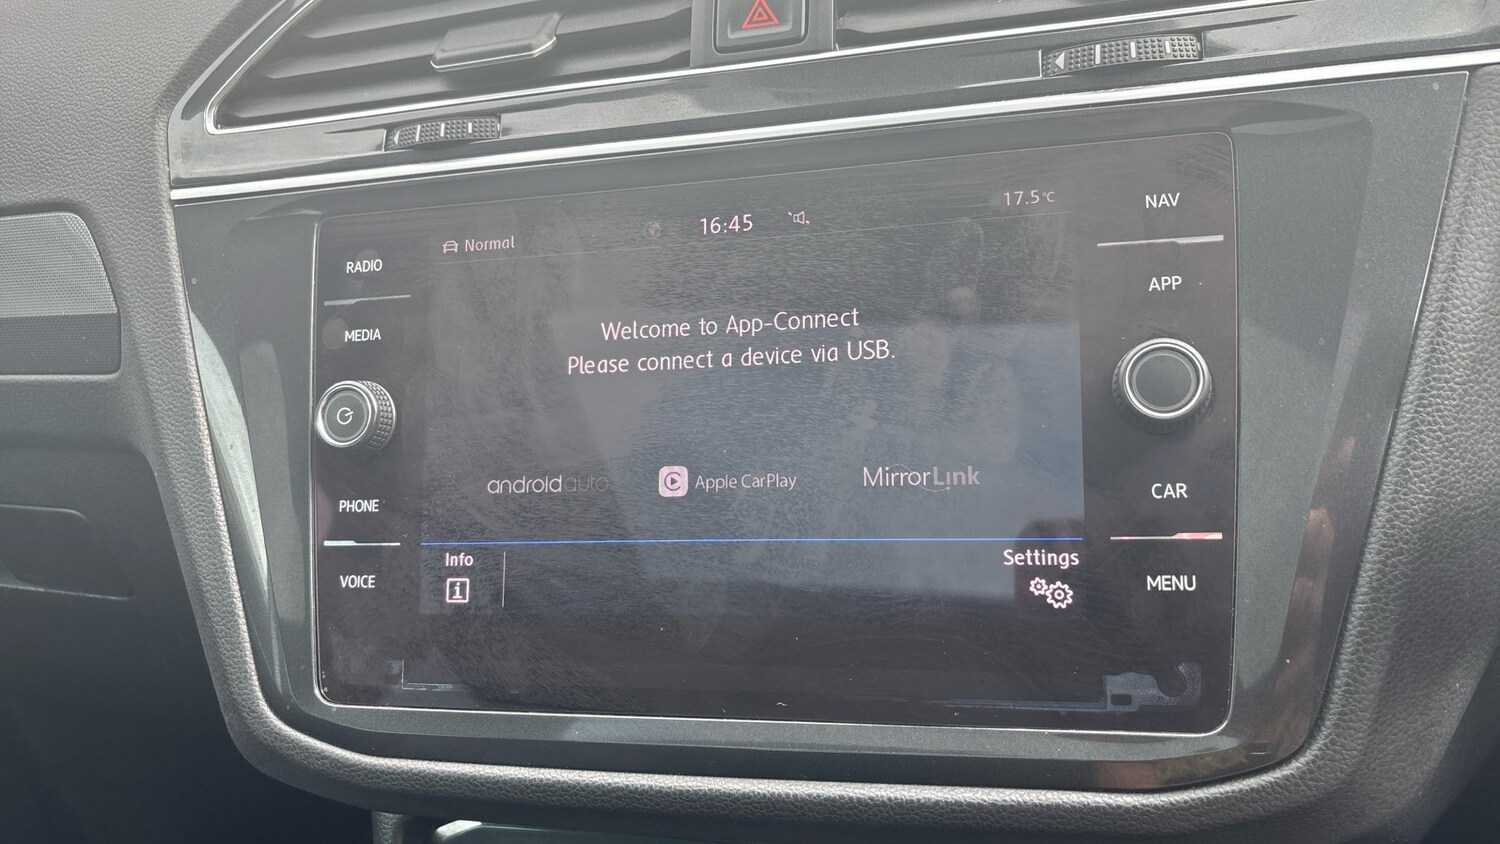 NAV
17.5°C
16:45
Normal
RADIO
APP
MEDIA
Welcome to App-Connect
Please connect a device via USB.
androidauto
Apple CarPlay
MirrorLink
CAR
PHONE
Info
Settings
VOICE
MENU